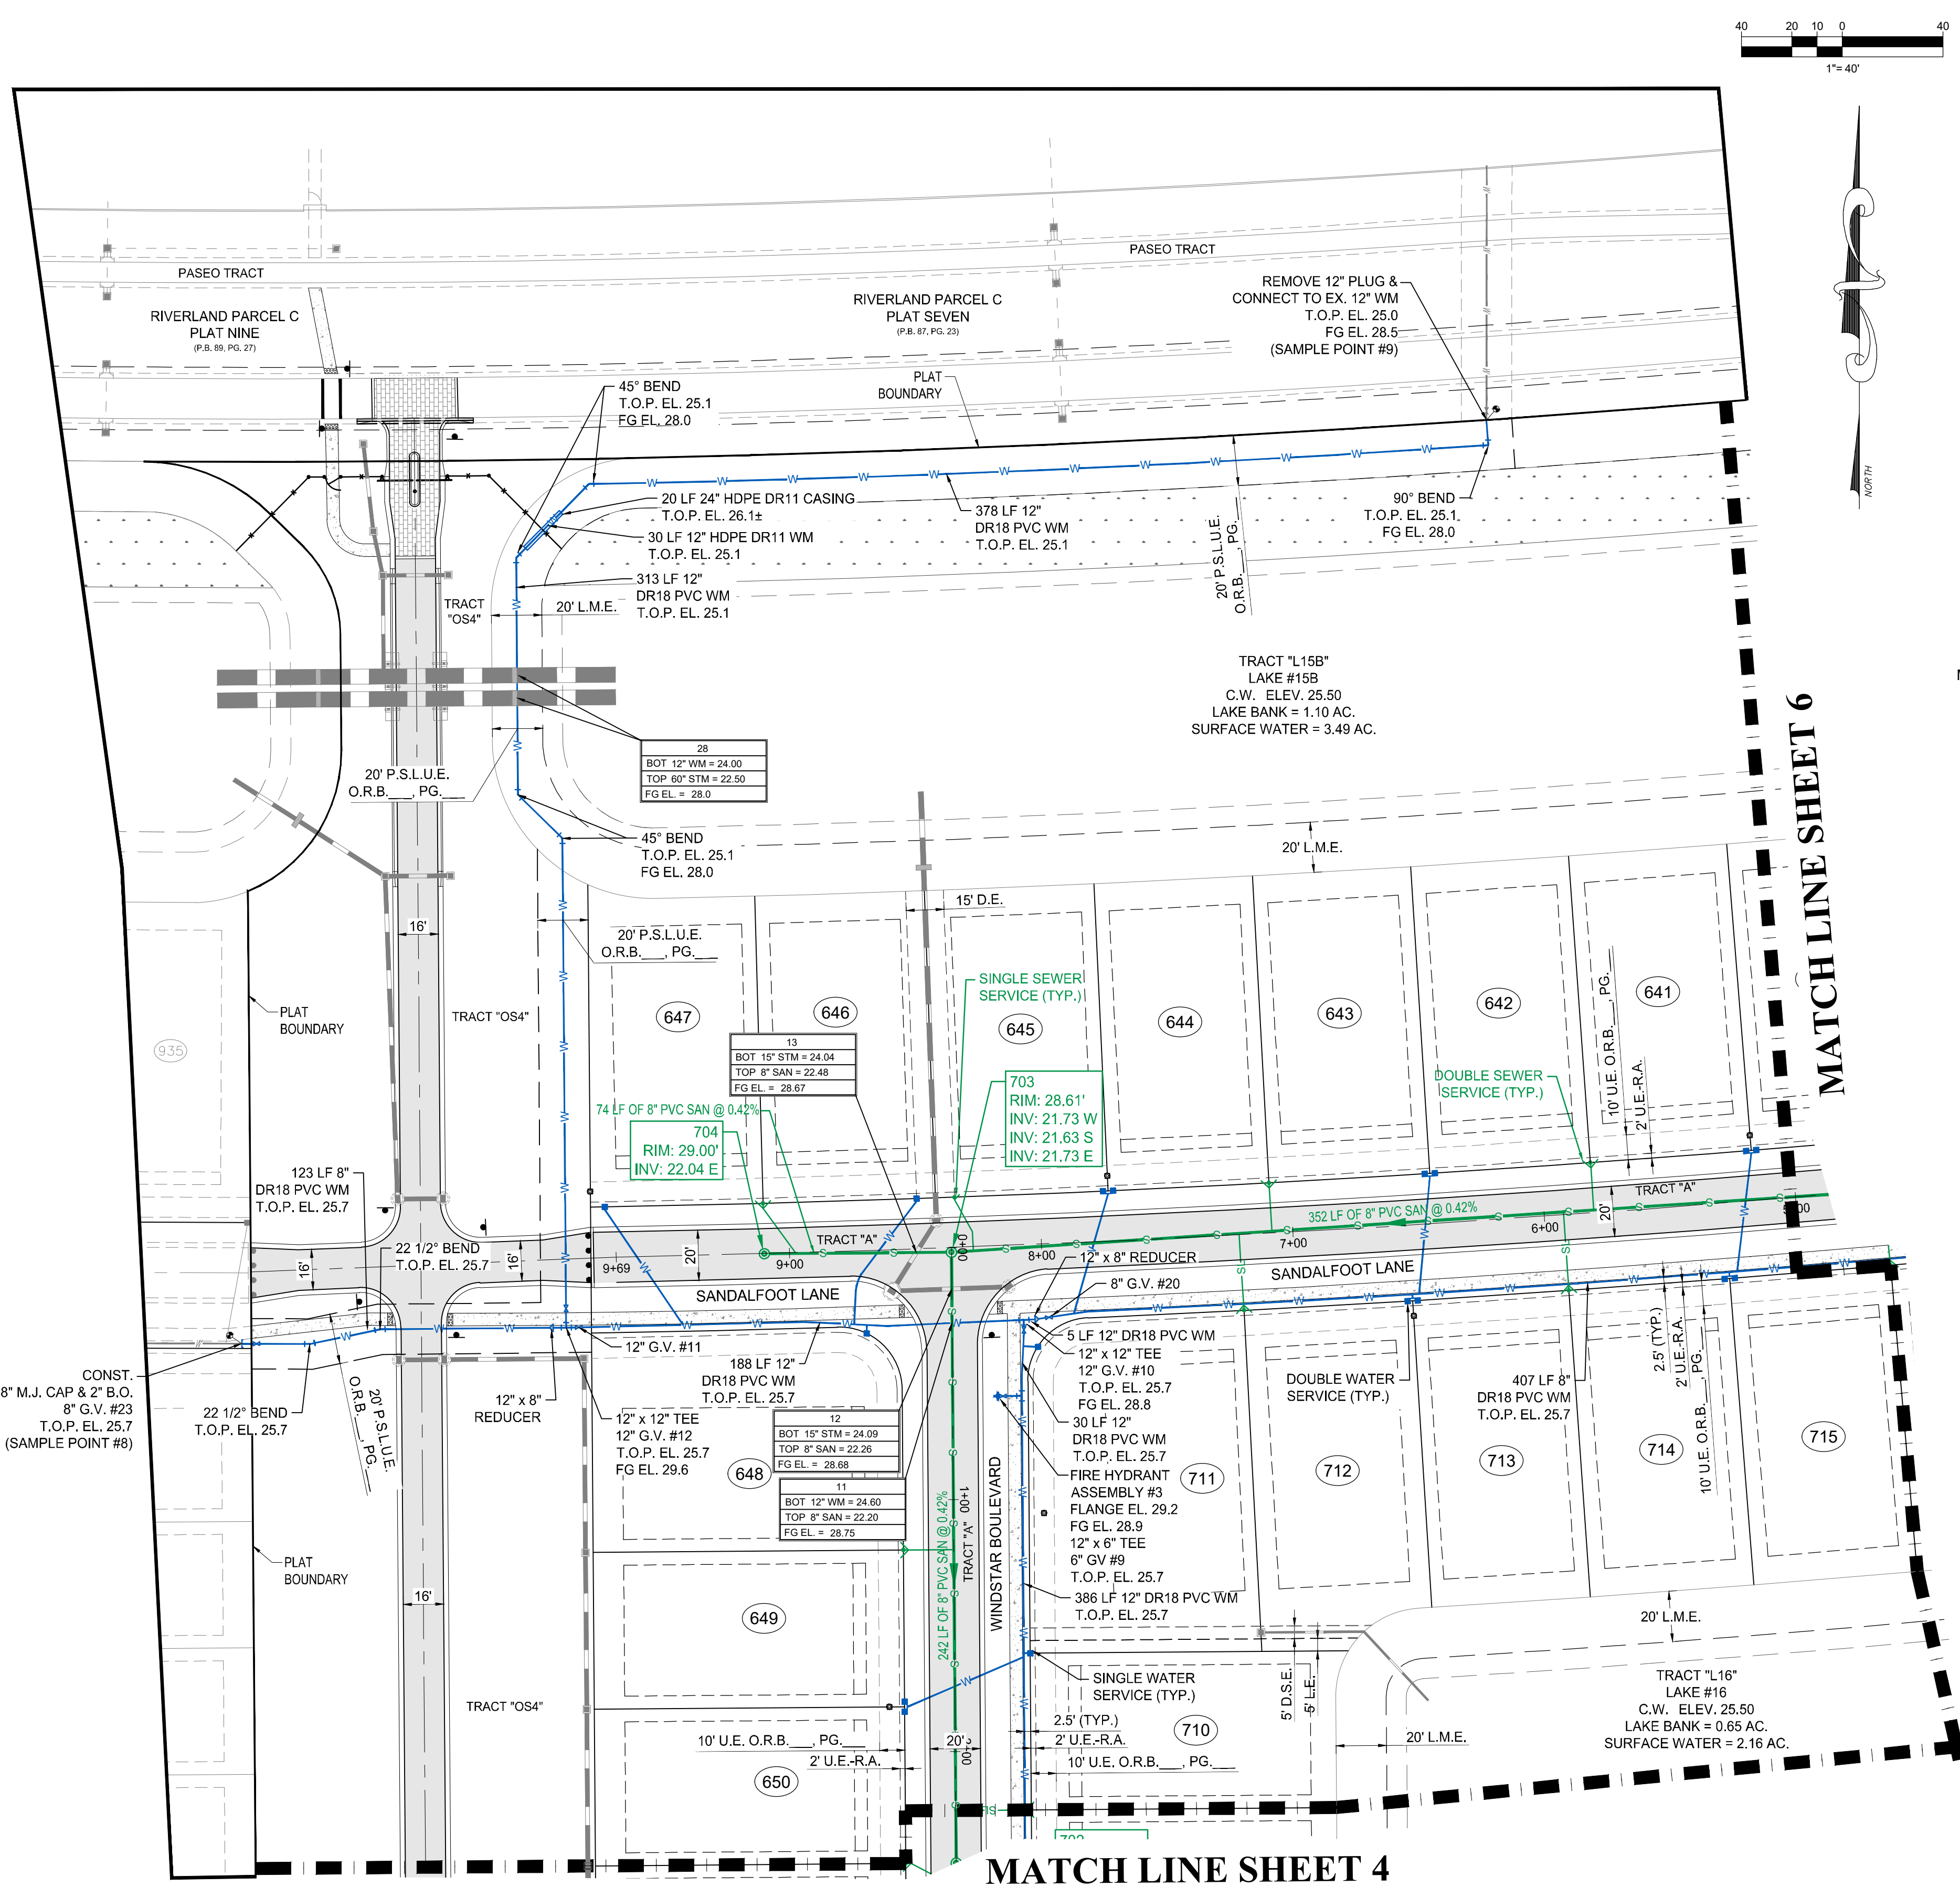 40 20 10 0 40
1"= 40'
NORTH
PASEO TRACT
PASEO TRACT
RIVERLAND PARCEL C
PLAT NINE
(P.B. 89, PG. 27)
RIVERLAND PARCEL C
PLAT SEVEN
(P.B. 87, PG. 23)
REMOVE 12" PLUG &
CONNECT TO EX. 12" WM
T.O.P. EL. 25.0
FG EL. 28.5
(SAMPLE POINT #9)
PLAT
BOUNDARY
45° BEND
T.O.P. EL. 25.1
FG EL. 28.0
20 LF 24" HDPE DR11 CASING
T.O.P. EL. 26.1±
30 LF 12" HDPE DR11 WM
T.O.P. EL. 25.1
378 LF 12"
DR18 PVC WM
T.O.P. EL. 25.1
90° BEND
T.O.P. EL. 25.1
FG EL. 28.0
20' P.S.L.U.E.
O.R.B.___, PG.___
313 LF 12"
DR18 PVC WM
T.O.P. EL. 25.1
TRACT
"OS4"
20' L.M.E.
TRACT "L15B"
LAKE #15B
C.W. ELEV. 25.50
LAKE BANK = 1.10 AC.
SURFACE WATER = 3.49 AC.
MATCH LINE SHEET 6
28
BOT 12" WM = 24.00
TOP 60" STM = 22.50
FG EL. = 28.0
20' P.S.L.U.E.
O.R.B.___, PG.___
45° BEND
T.O.P. EL. 25.1
FG EL. 28.0
20' L.M.E.
15' D.E.
16'
20' P.S.L.U.E.
O.R.B.___, PG.___
SINGLE SEWER
SERVICE (TYP.)
PLAT
BOUNDARY
TRACT "OS4"
647
646
645
644
643
642
641
935
13
BOT 15" STM = 24.04
TOP 8" SAN = 22.48
FG EL. = 28.67
703
RIM: 28.61'
INV: 21.73 W
INV: 21.63 S
INV: 21.73 E
DOUBLE SEWER
SERVICE (TYP.)
10' U.E. O.R.B.___, PG.___
2' U.E.-R.A.
74 LF OF 8" PVC SAN @ 0.42%
704
RIM: 29.00'
INV: 22.04 E
123 LF 8"
DR18 PVC WM
T.O.P. EL. 25.7
22 1/2° BEND
T.O.P. EL. 25.7
16'
16'
9+69
20'
9+00
TRACT "A"
0+00
8+00
7+00
352 LF OF 8" PVC SAN @ 0.42%
6+00
20'
TRACT "A"
SANDALFOOT LANE
SANDALFOOT LANE
12" x 8" REDUCER
8" G.V. #20
CONST.
8" M.J. CAP & 2" B.O.
8" G.V. #23
T.O.P. EL. 25.7
(SAMPLE POINT #8)
22 1/2° BEND
T.O.P. EL. 25.7
20' P.S.L.U.E.
O.R.B.___, PG.___
12" x 8"
REDUCER
12" G.V. #11
12" x 12" TEE
12" G.V. #12
T.O.P. EL. 25.7
FG EL. 29.6
188 LF 12"
DR18 PVC WM
T.O.P. EL. 25.7
5 LF 12" DR18 PVC WM
12" x 12" TEE
12" G.V. #10
T.O.P. EL. 25.7
FG EL. 28.8
30 LF 12"
DR18 PVC WM
T.O.P. EL. 25.7
FIRE HYDRANT
ASSEMBLY #3
FLANGE EL. 29.2
FG EL. 28.9
12" x 6" TEE
6" GV #9
T.O.P. EL. 25.7
386 LF 12" DR18 PVC WM
T.O.P. EL. 25.7
DOUBLE WATER
SERVICE (TYP.)
407 LF 8"
DR18 PVC WM
T.O.P. EL. 25.7
2.5' (TYP.)
2' U.E.-R.A.
10' U.E. O.R.B.___, PG.___
12
BOT 15" STM = 24.09
TOP 8" SAN = 22.26
FG EL. = 28.68
11
BOT 12" WM = 24.60
TOP 8" SAN = 22.20
FG EL. = 28.75
648
711
712
713
714
715
PLAT
BOUNDARY
16'
649
242 LF OF 8" PVC SAN @ 0.42%
1+00
TRACT "A"
WINDSTAR BOULEVARD
TRACT "OS4"
SINGLE WATER
SERVICE (TYP.)
5' D.S.E.
5' L.E.
20' L.M.E.
20' L.M.E.
TRACT "L16"
LAKE #16
C.W. ELEV. 25.50
LAKE BANK = 0.65 AC.
SURFACE WATER = 2.16 AC.
10' U.E. O.R.B.___, PG.___
2' U.E.-R.A.
20'
2.5' (TYP.)
2' U.E.-R.A.
10' U.E. O.R.B.___, PG.___
710
650
MATCH LINE SHEET 4